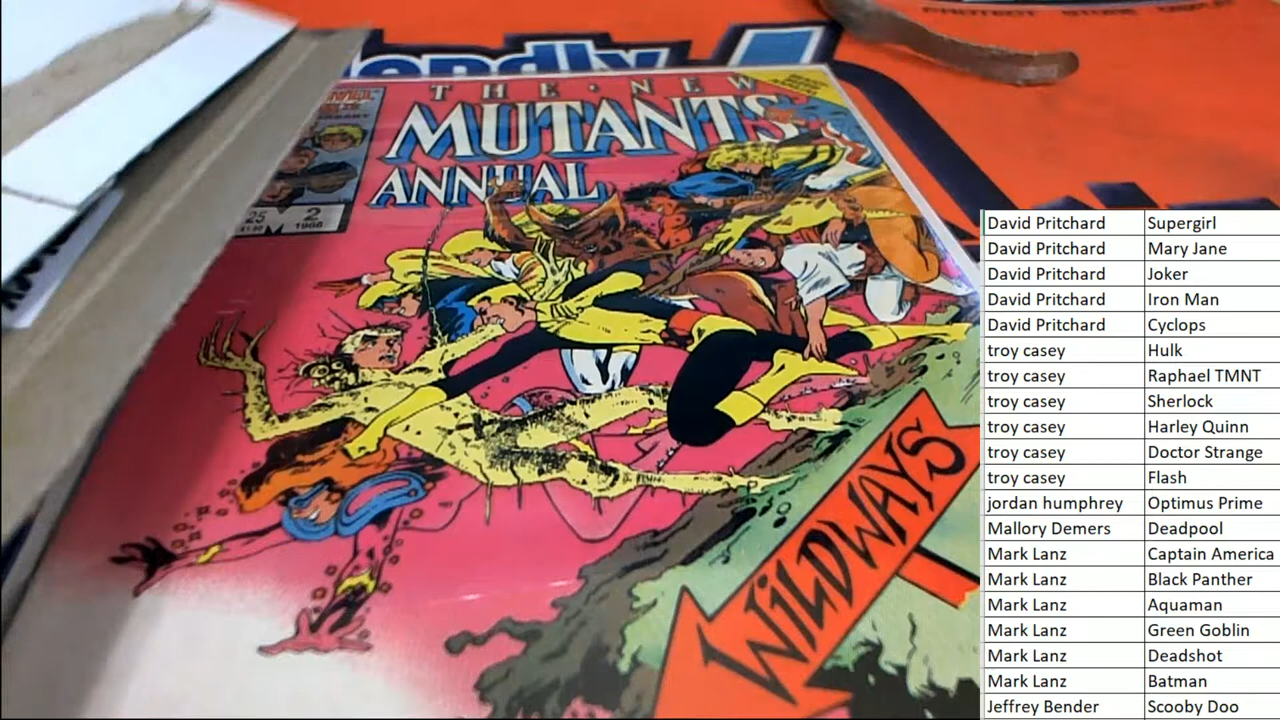 endly
THE · NEW
MUTANTS
ANNUAL
25
2
1986
WILDWAYS
David Pritchard Supergirl
David Pritchard Mary Jane
David Pritchard Joker
David Pritchard Iron Man
David Pritchard Cyclops
troy casey Hulk
troy casey Raphael TMNT
troy casey Sherlock
troy casey Harley Quinn
troy casey Doctor Strange
troy casey Flash
jordan humphrey Optimus Prime
Mallory Demers Deadpool
Mark Lanz Captain America
Mark Lanz Black Panther
Mark Lanz Aquaman
Mark Lanz Green Goblin
Mark Lanz Deadshot
Mark Lanz Batman
Jeffrey Bender Scooby Doo